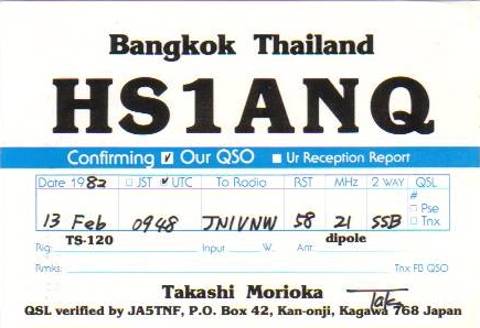 Bangkok Thailand
HS1ANQ
Confirming ☑ Our QSO ■ Ur Reception Report
Date 1982 □ JST ☑ UTC To Radio RST MHz 2 WAY QSL
13 Feb 0948 JN1VNW 58 21 SSB # □ Pse □ Tnx
Rig: TS-120 Input W. Ant. dipole
Rmks: Tnx FB QSO
Takashi Morioka Taka
QSL verified by JA5TNF, P.O. Box 42, Kan-onji, Kagawa 768 Japan